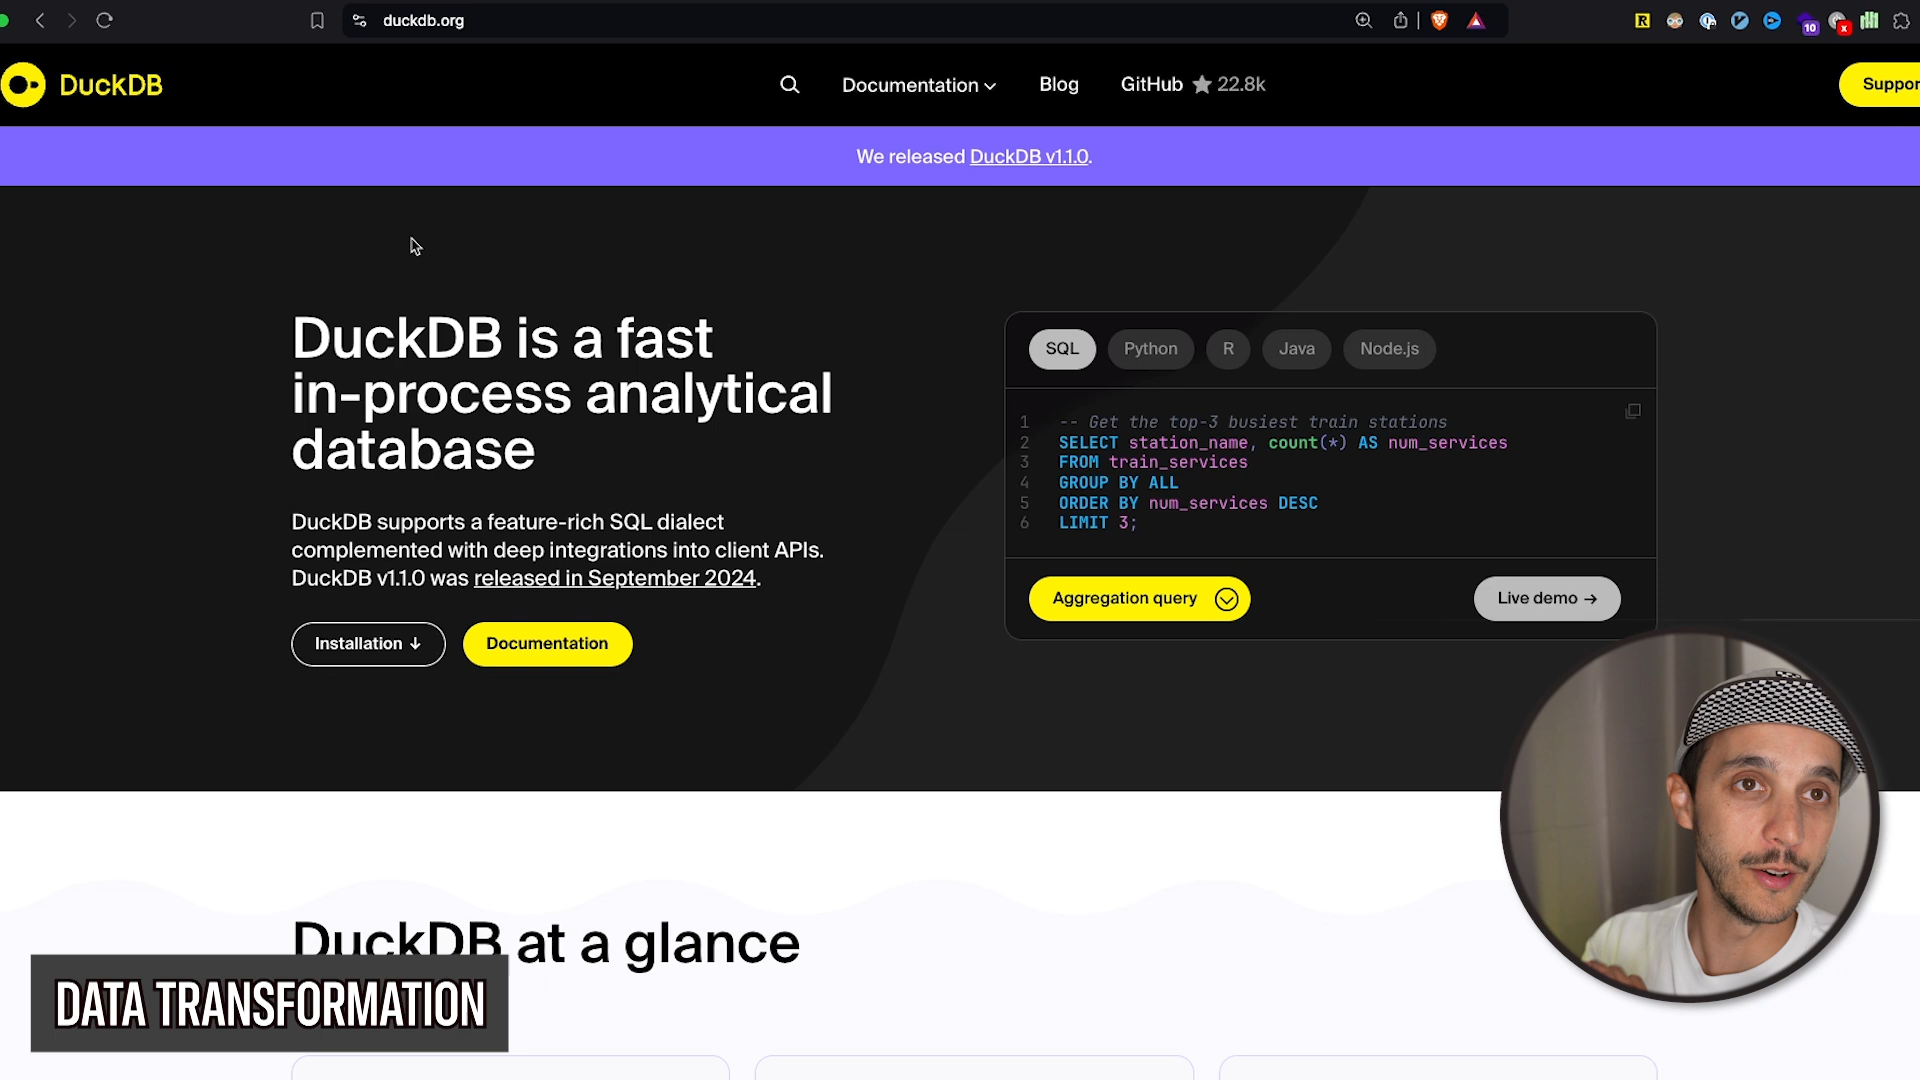 duckdb.org
10
x
R
DuckDB
Documentation
Blog
GitHub 22.8k
Suppor
We released DuckDB v1.1.0.
DuckDB is a fast
in-process analytical
database
DuckDB supports a feature-rich SQL dialect
complemented with deep integrations into client APIs.
DuckDB v1.1.0 was released in September 2024.
Installation ↓
Documentation
SQL
Python
R
Java
Node.js
1 -- Get the top-3 busiest train stations
2 SELECT station_name, count(*) AS num_services
3 FROM train_services
4 GROUP BY ALL
5 ORDER BY num_services DESC
6 LIMIT 3;
Aggregation query
Live demo →
DuckDB at a glance
DATA TRANSFORMATION